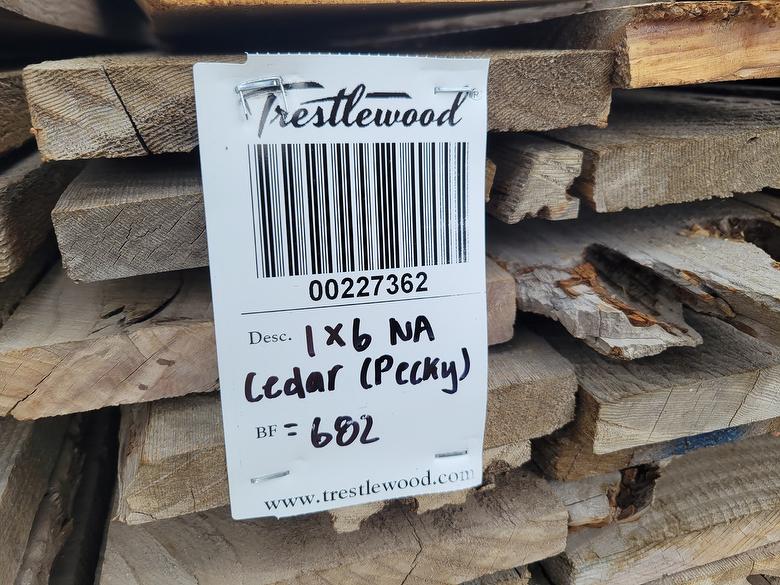 Trestlewood®
00227362
Desc. 1x6 NA
Cedar (Pecky)
BF = 682
www.trestlewood.com